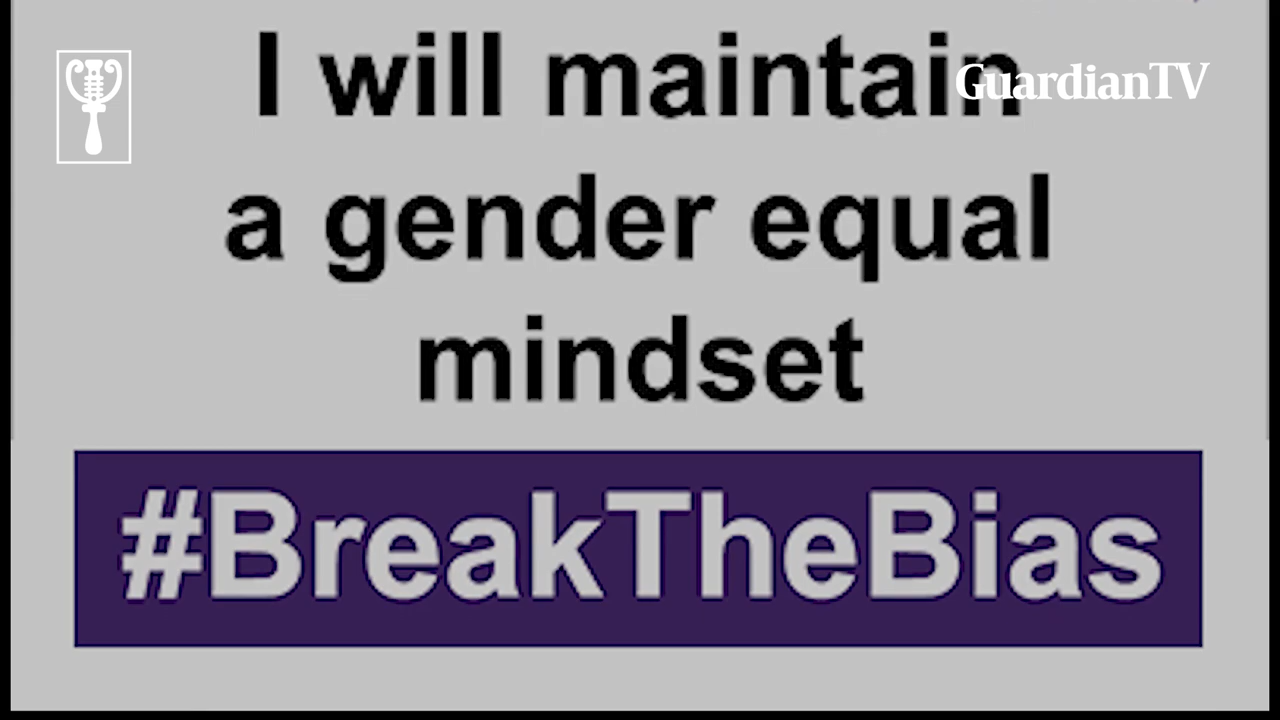 I will maintain
GuardianTV
a gender equal
mindset
#BreakTheBias